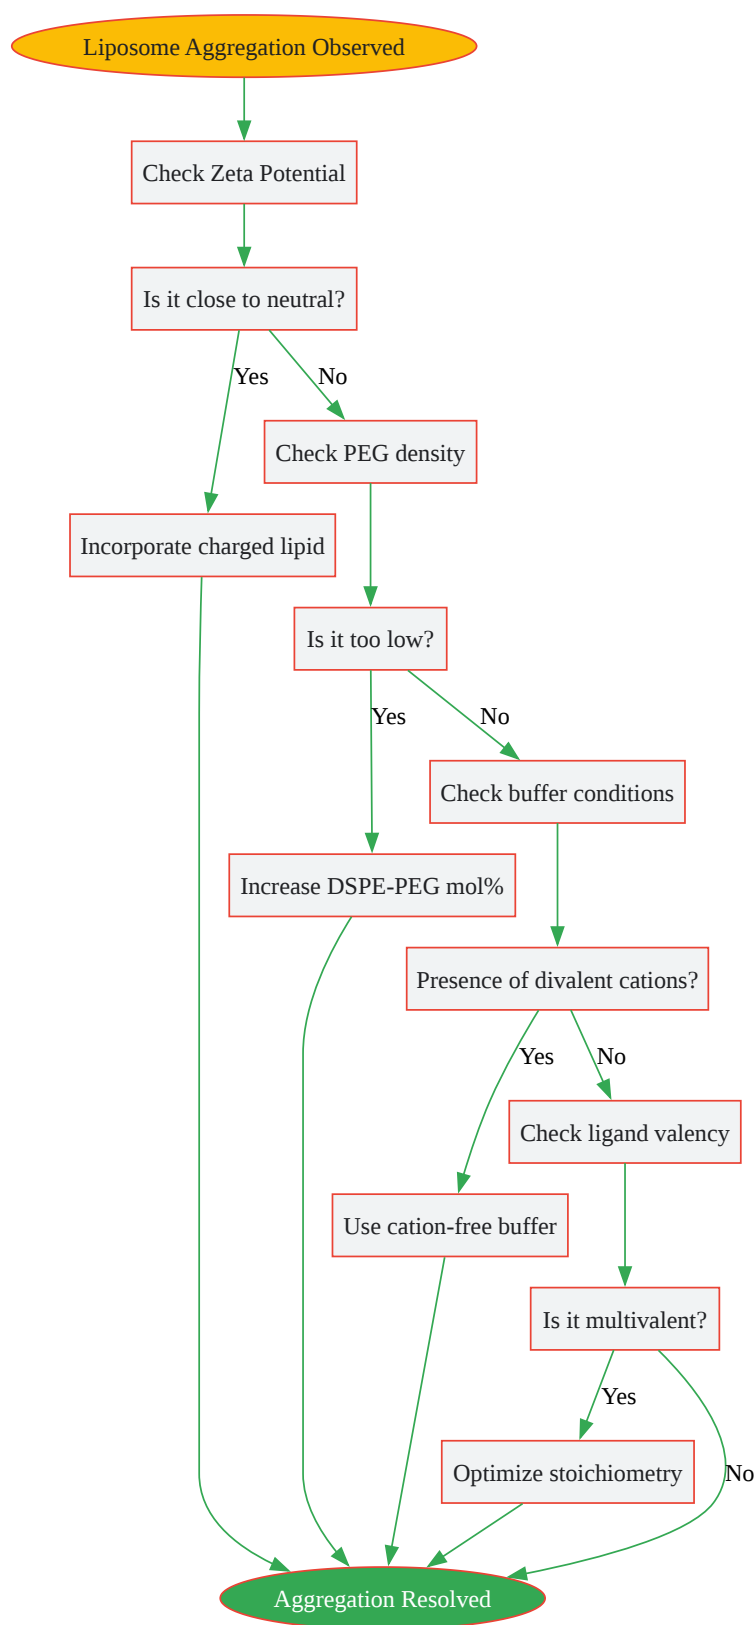 Liposome Aggregation Observed
Check Zeta Potential
Is it close to neutral?
Yes
No
Check PEG density
Incorporate charged lipid
Is it too low?
Yes
No
Check buffer conditions
Increase DSPE-PEG mol%
Presence of divalent cations?
Yes
No
Check ligand valency
Use cation-free buffer
Is it multivalent?
Yes
Optimize stoichiometry
No
Aggregation Resolved